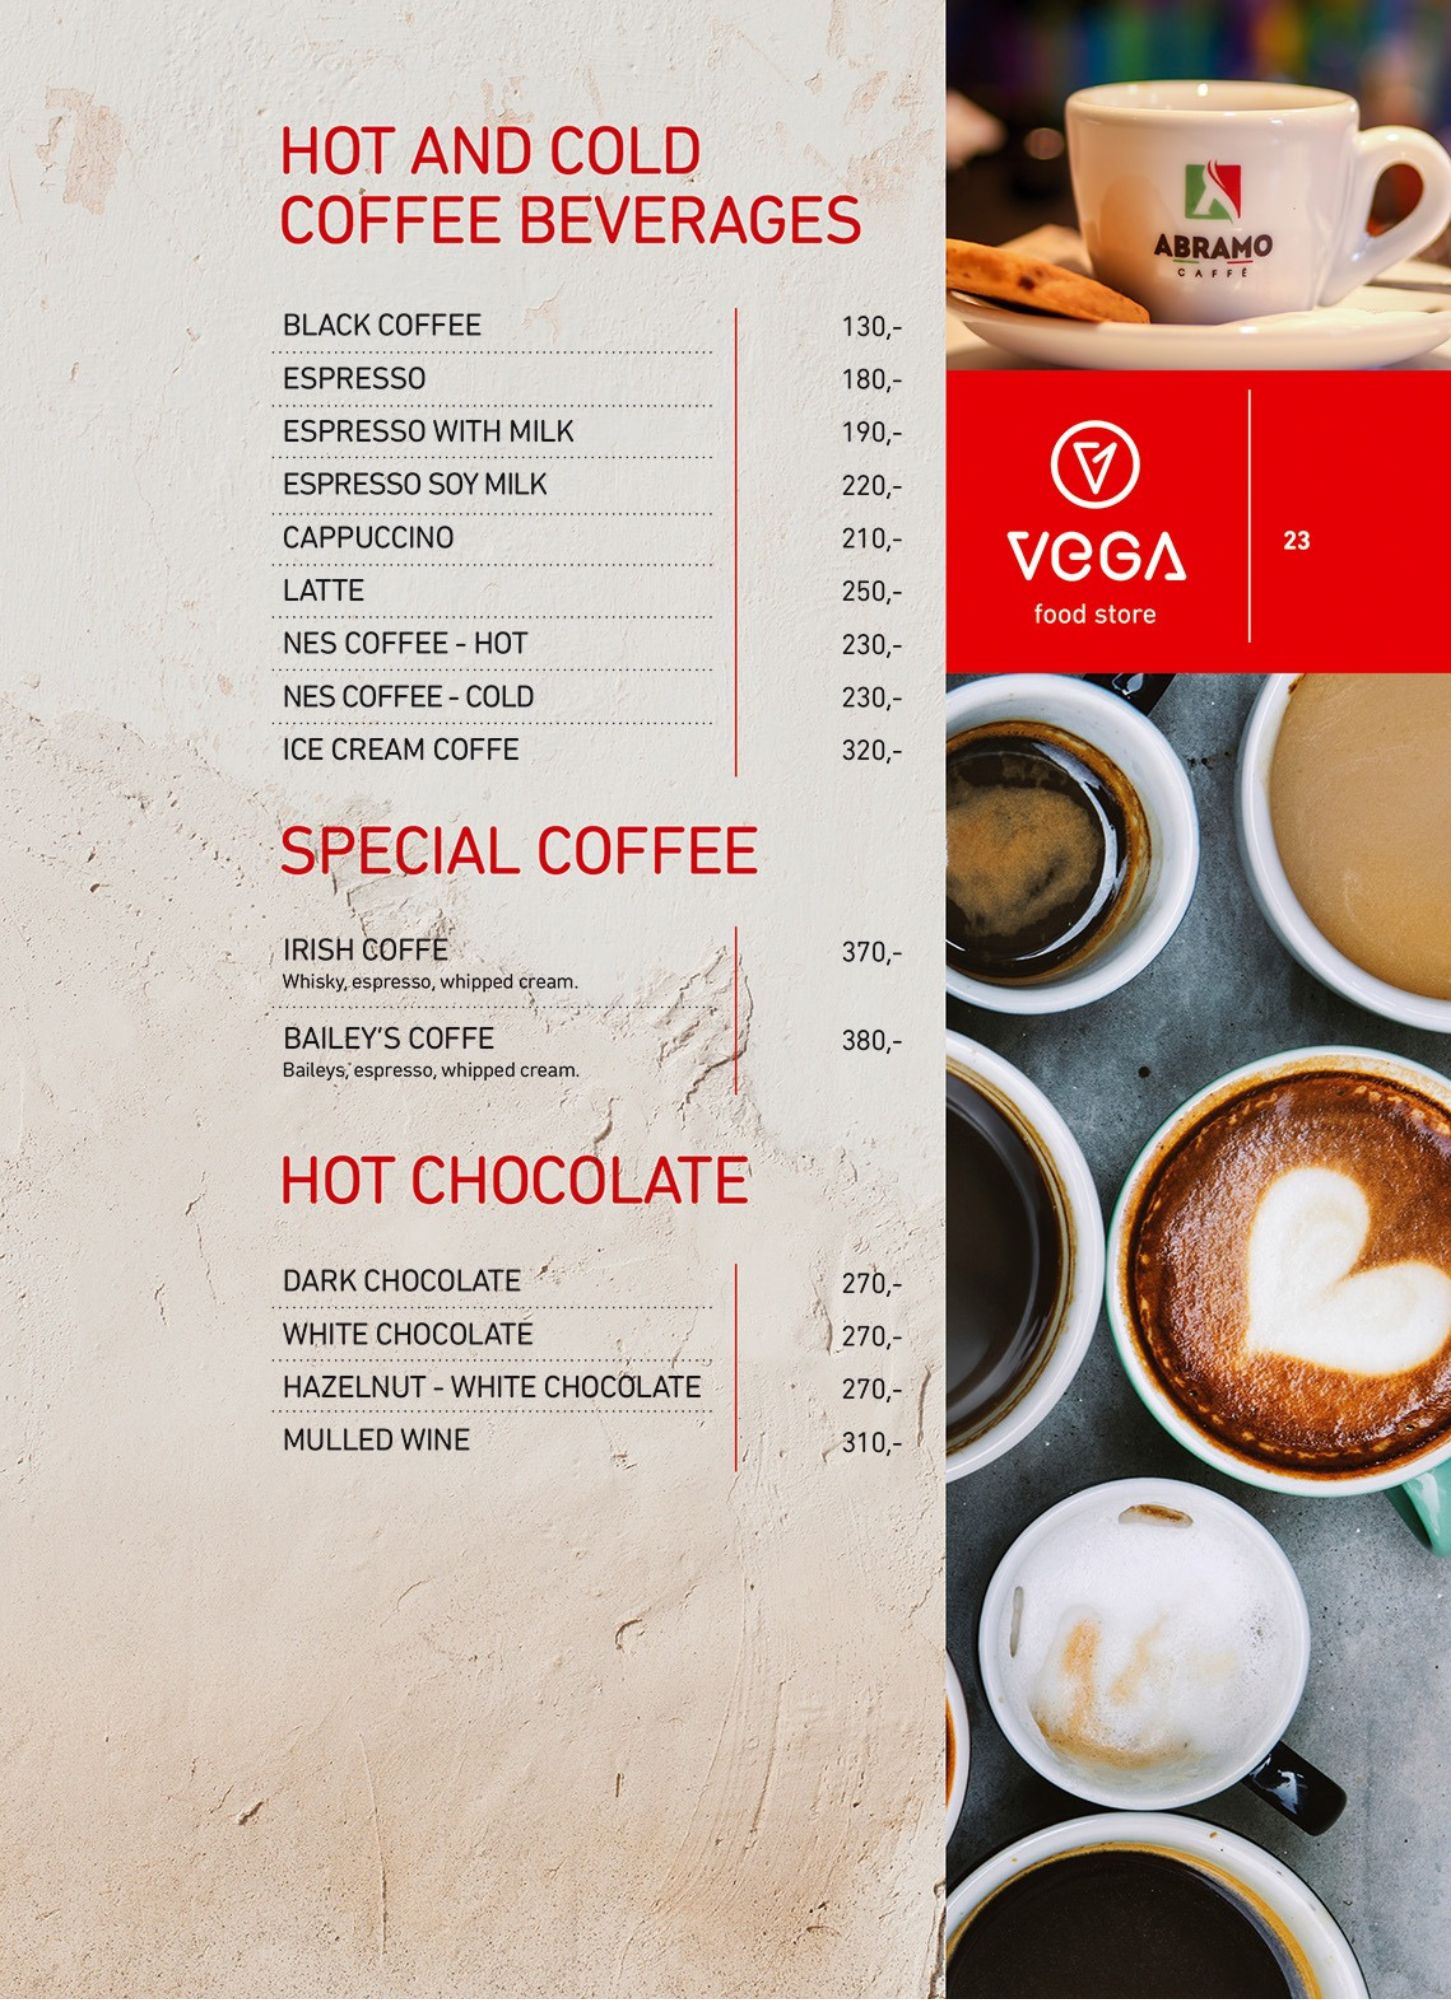 HOT AND COLD
COFFEE BEVERAGES
BLACK COFFEE 130,-
ESPRESSO 180,-
ESPRESSO WITH MILK 190,-
ESPRESSO SOY MILK 220,-
CAPPUCCINO 210,-
LATTE 250,-
NES COFFEE - HOT 230,-
NES COFFEE - COLD 230,-
ICE CREAM COFFE 320,-
SPECIAL COFFEE
IRISH COFFE 370,-
Whisky, espresso, whipped cream.
BAILEY'S COFFE 380,-
Baileys, espresso, whipped cream.
HOT CHOCOLATE
DARK CHOCOLATE 270,-
WHITE CHOCOLATE 270,-
HAZELNUT - WHITE CHOCOLATE 270,-
MULLED WINE 310,-
ABRAMO
CAFFÉ
VEGA
food store
23